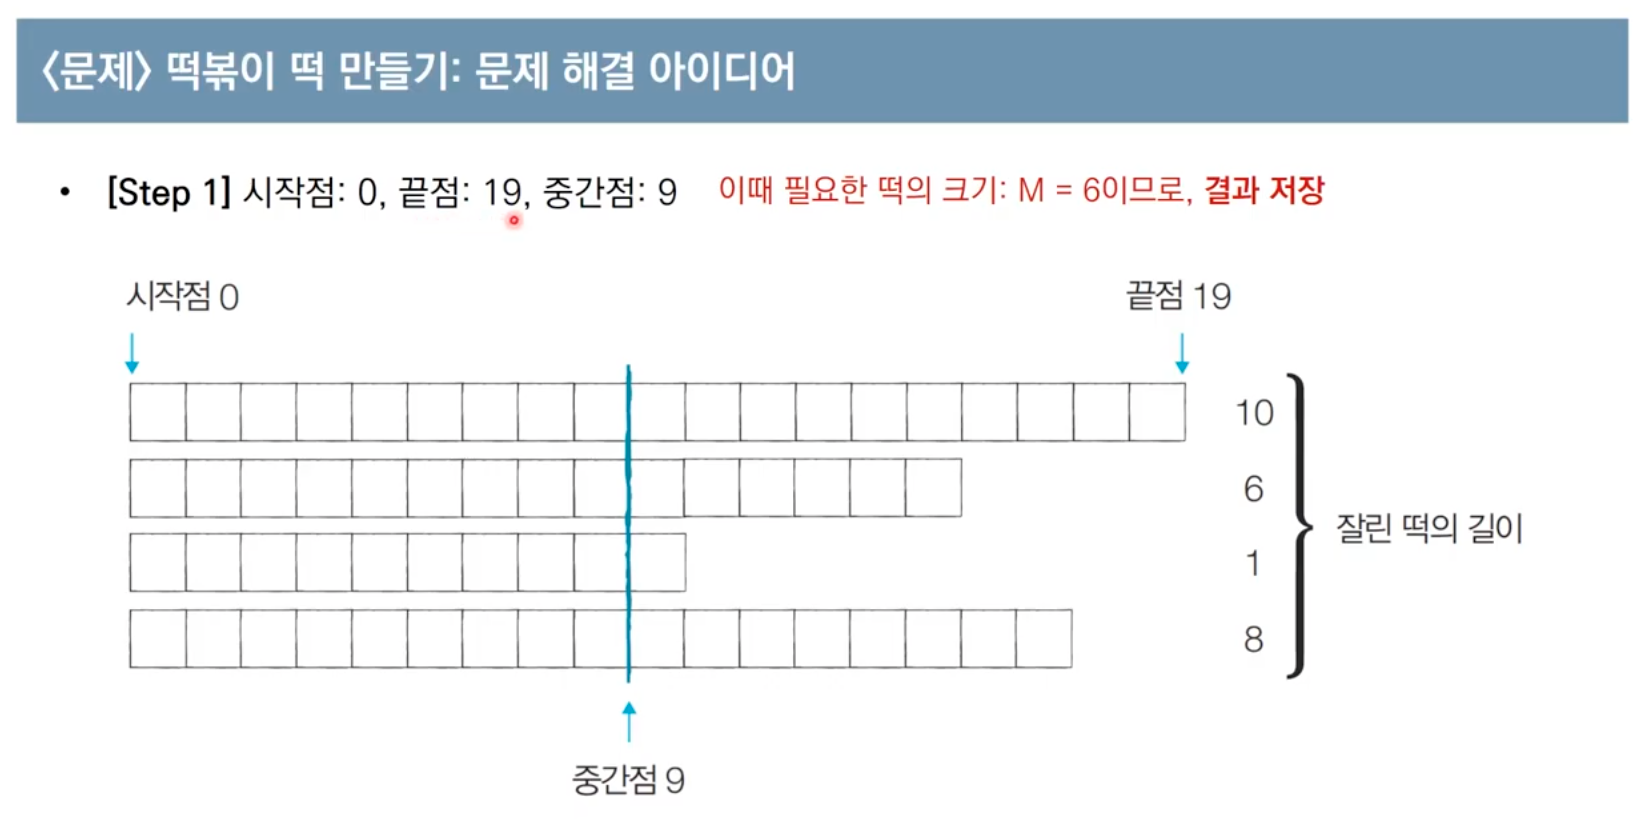 〈문제〉 떡볶이 떡 만들기: 문제 해결 아이디어
• [Step 1] 시작점: 0, 끝점: 19, 중간점: 9 이때 필요한 떡의 크기: M = 6이므로, 결과 저장
시작점 0 끝점 19
10
6
잘린 떡의 길이
1
8
중간점 9